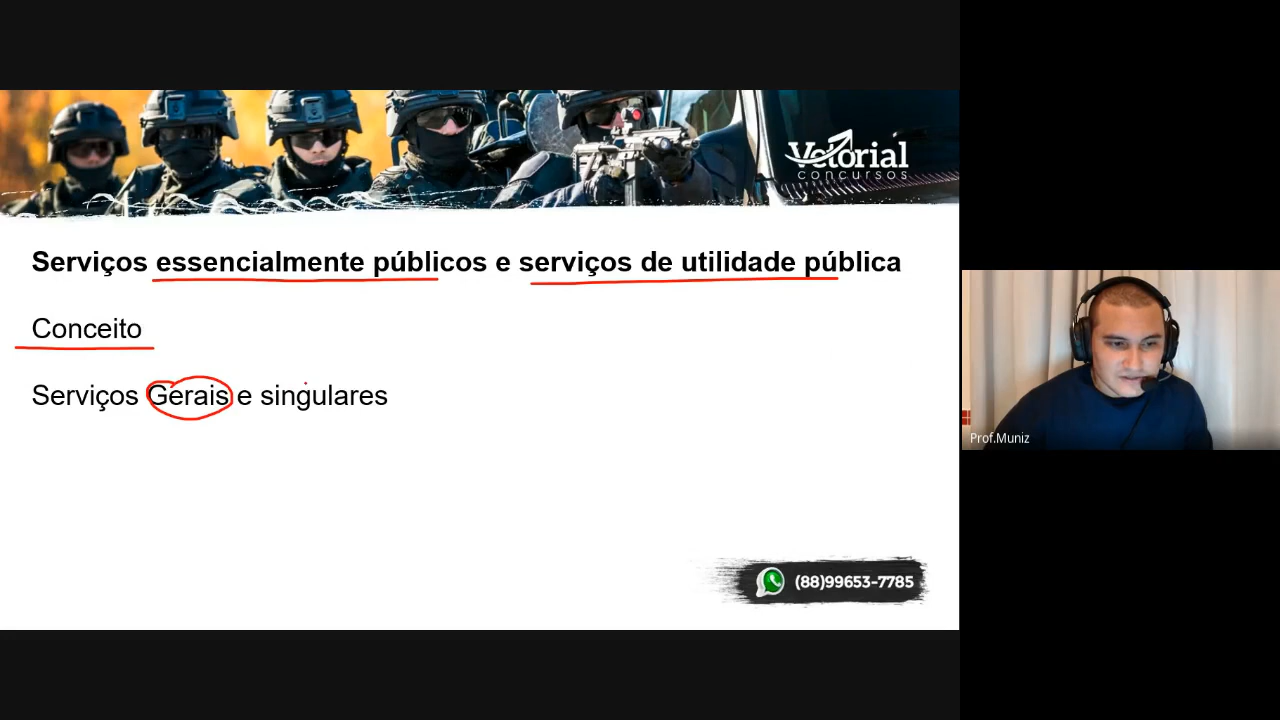 Vetorial
concursos
Serviços essencialmente públicos e serviços de utilidade pública
Conceito
Serviços Gerais e singulares
(88)99653-7785
Prof.Muniz